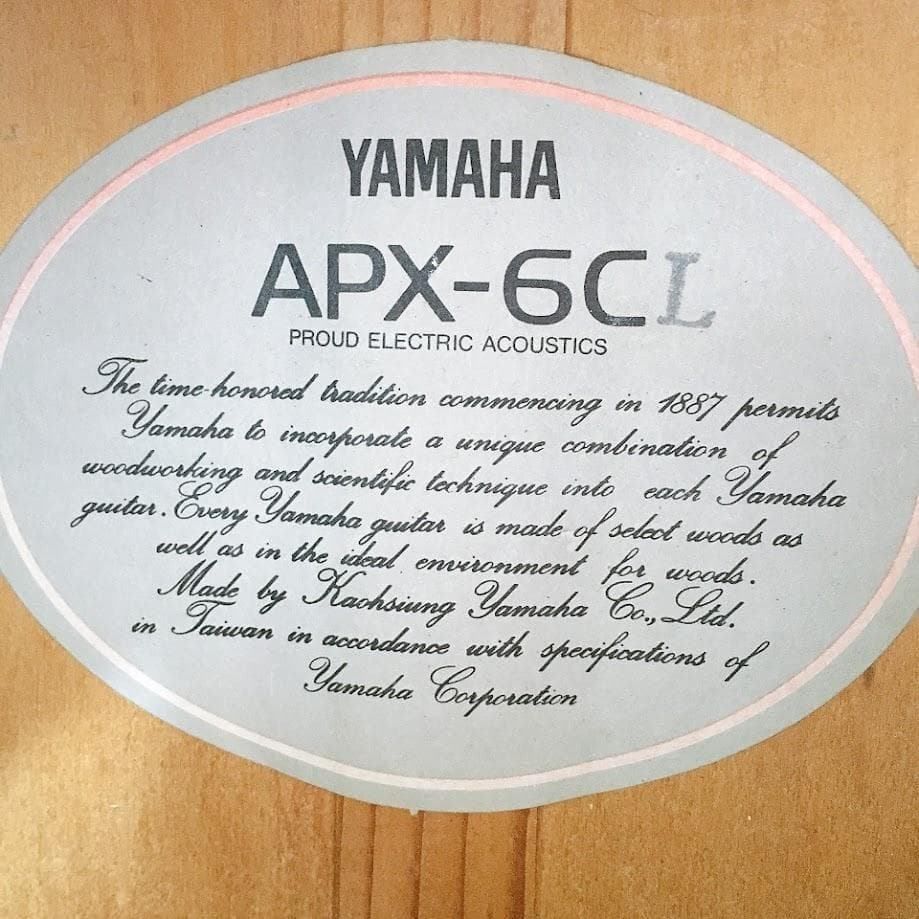 YAMAHA
APX-6CL
PROUD ELECTRIC ACOUSTICS
The time-honored tradition commencing in 1887 permits
Yamaha to incorporate a unique combination of
woodworking and scientific technique into each Yamaha
guitar. Every Yamaha guitar is made of select woods as
well as in the ideal environment for woods.
Made by Kaohsiung Yamaha Co., Ltd.
in Taiwan in accordance with specifications of
Yamaha Corporation